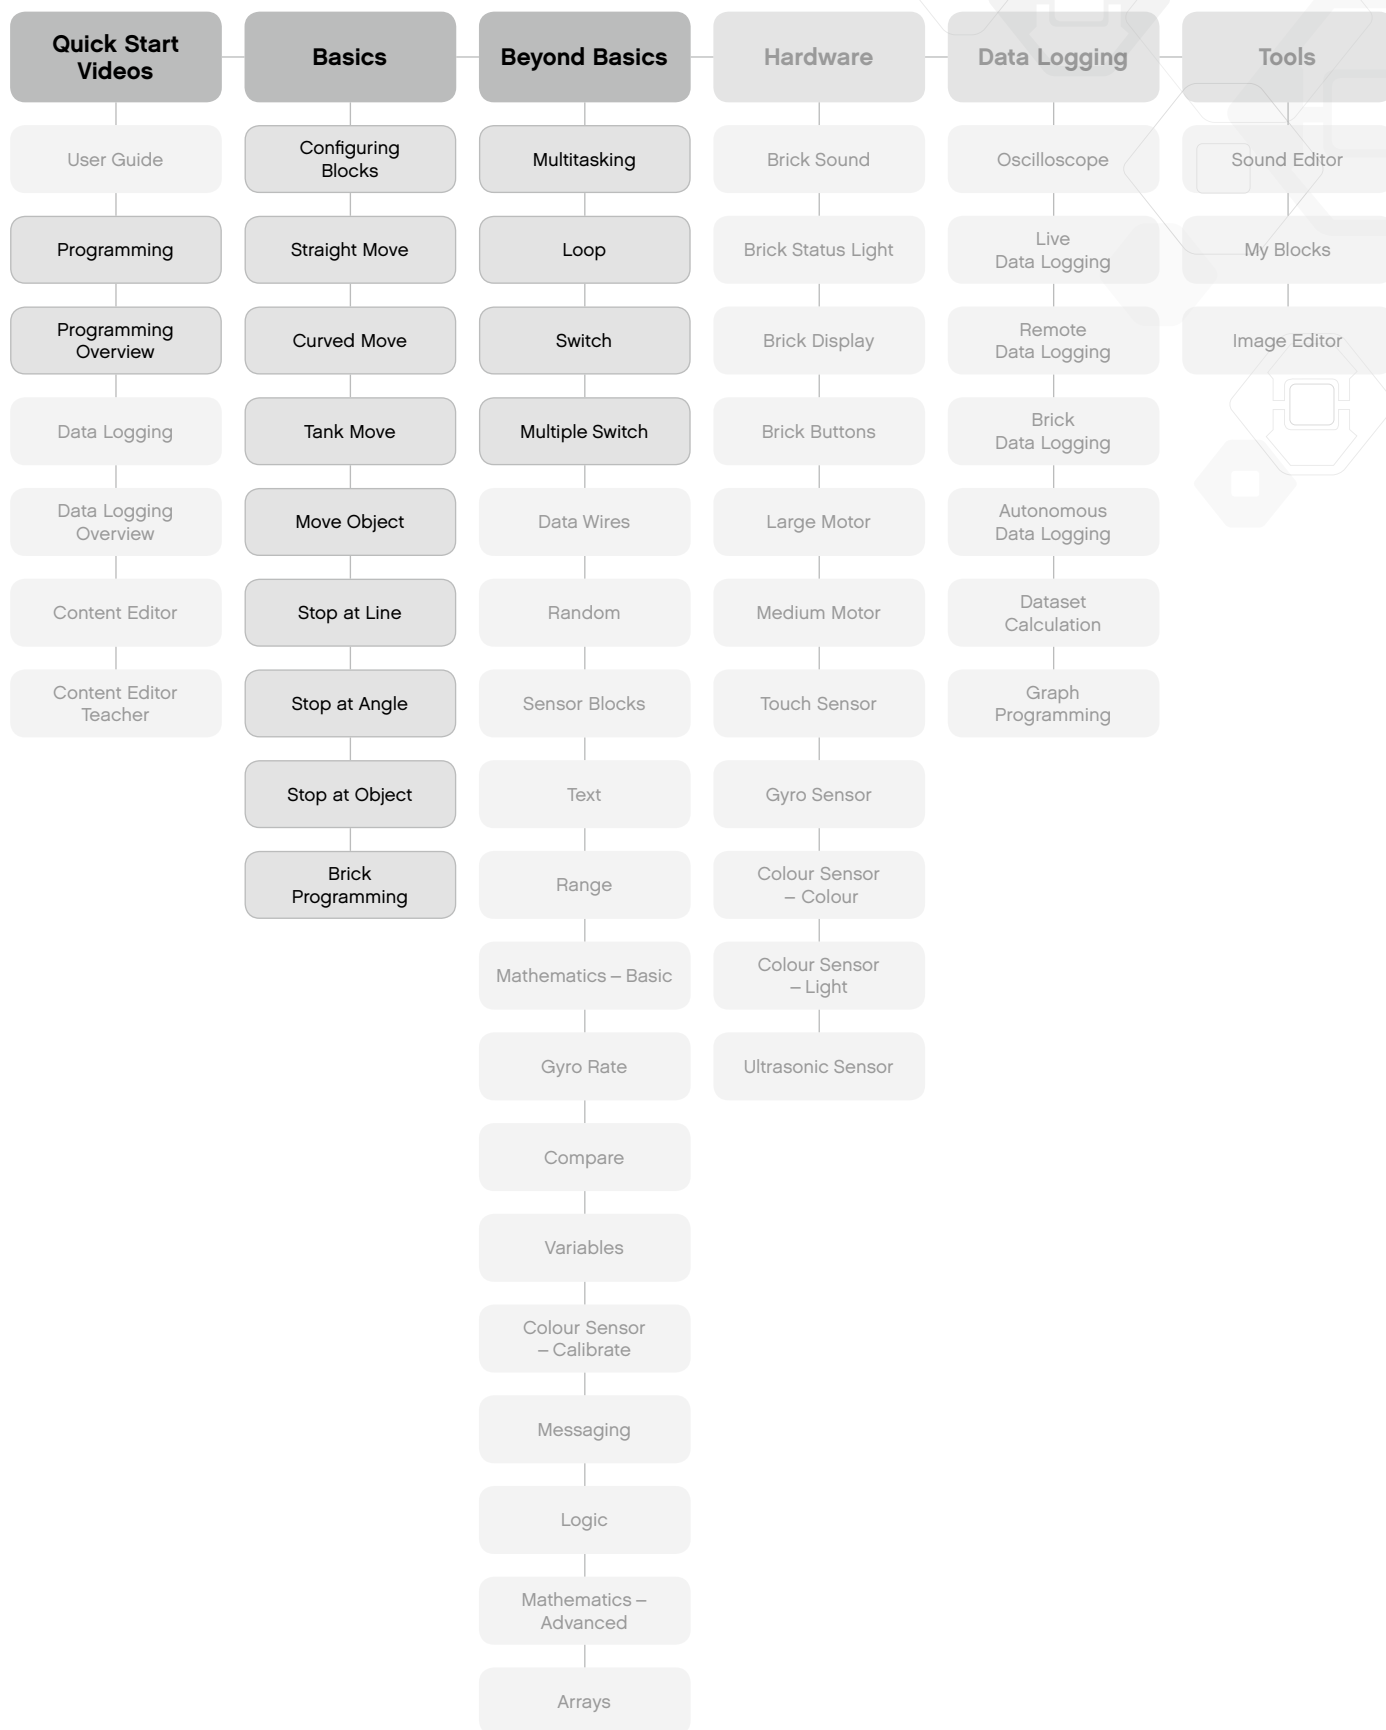 Quick Start
Videos
Basics
Beyond Basics
Hardware
Data Logging
Tools
User Guide
Programming
Programming
Overview
Data Logging
Data Logging
Overview
Content Editor
Content Editor
Teacher
Configuring
Blocks
Straight Move
Curved Move
Tank Move
Move Object
Stop at Line
Stop at Angle
Stop at Object
Brick
Programming
Multitasking
Loop
Switch
Multiple Switch
Data Wires
Random
Sensor Blocks
Text
Range
Mathematics – Basic
Gyro Rate
Compare
Variables
Colour Sensor
– Calibrate
Messaging
Logic
Mathematics –
Advanced
Arrays
Brick Sound
Brick Status Light
Brick Display
Brick Buttons
Large Motor
Medium Motor
Touch Sensor
Gyro Sensor
Colour Sensor
– Colour
Colour Sensor
– Light
Ultrasonic Sensor
Oscilloscope
Live
Data Logging
Remote
Data Logging
Brick
Data Logging
Autonomous
Data Logging
Dataset
Calculation
Graph
Programming
Sound Editor
My Blocks
Image Editor